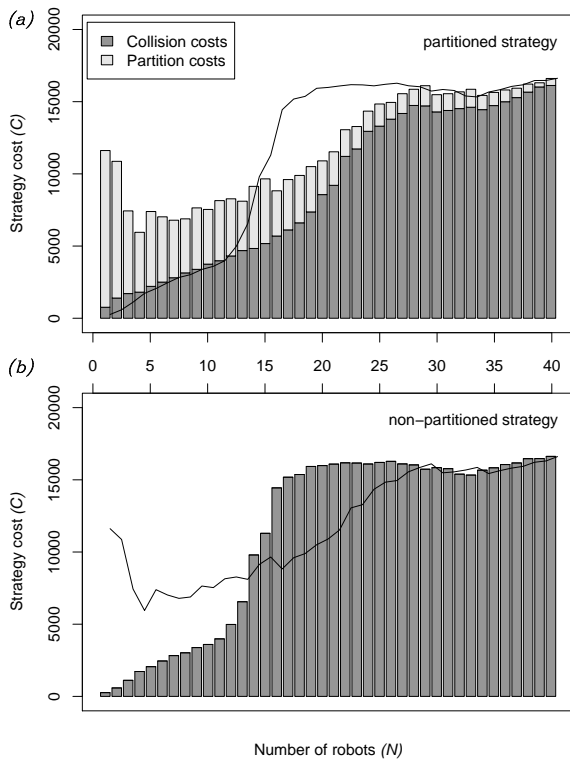 (a)
Collision costs
Partition costs
partitioned strategy
Strategy cost (C)
20000
15000
10000
5000
0
0 5 10 15 20 25 30 35 40
(b)
non−partitioned strategy
Strategy cost (C)
20000
15000
10000
5000
0
Number of robots (N)